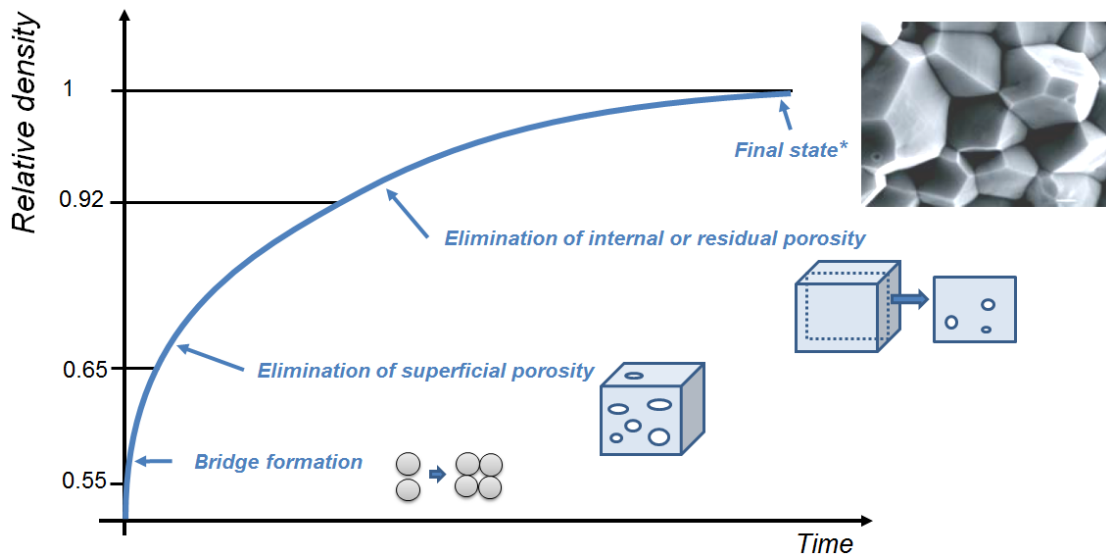 Relative density
1
Final state*
0.92
Elimination of internal or residual porosity
0.65
Elimination of superficial porosity
Bridge formation
0.55
Time